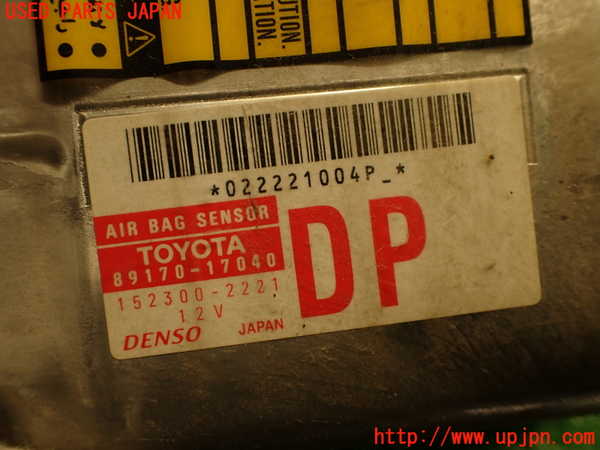 USED PARTS JAPAN
CAUTION.
*022221004P_*
AIR BAG SENSOR
TOYOTA
89170-17040
152300-2221
12V
DENSO JAPAN
DP
http://www.upjpn.com/